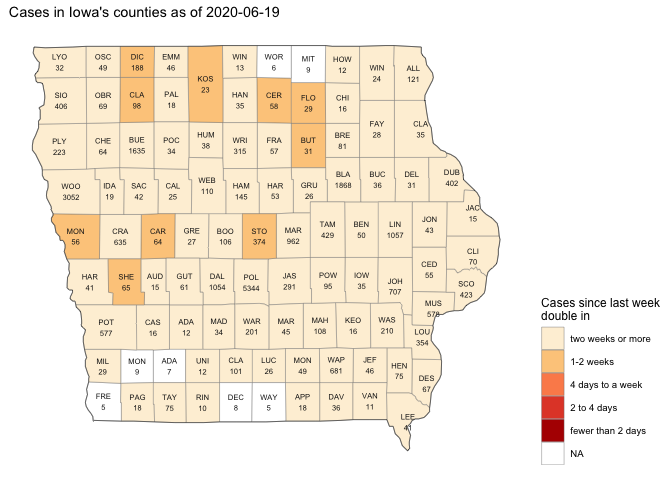 Cases in Iowa's counties as of 2020-06-19
LYO OSC DIC EMM WIN WOR MIT HOW WIN ALL
32 49 188 46 13 6 9 12 24 121
KOS
23
SIO OBR CLA PAL HAN CER FLO CHI
406 69 98 18 35 58 29 16
FAY CLA
28 35
PLY CHE BUE POC HUM WRI FRA BUT BRE
223 64 1635 34 38 315 57 31 81
WOO IDA SAC CAL WEB HAM HAR GRU BLA BUC DEL DUB
3052 19 42 25 110 145 53 26 1868 36 31 402
JAC
15
MON CRA CAR GRE BOO STO MAR TAM BEN LIN JON
56 635 64 27 106 374 962 429 50 1057 43
CLI
70
CED
55
HAR SHE AUD GUT DAL POL JAS POW IOW JOH SCO
41 65 15 61 1054 5344 291 95 35 707 423
MUS
578
POT CAS ADA MAD WAR MAR MAH KEO WAS LOU
577 16 12 34 201 45 108 16 210 354
MIL MON ADA UNI CLA LUC MON WAP JEF HEN
29 9 7 12 101 26 49 681 46 75
DES
67
FRE PAG TAY RIN DEC WAY APP DAV VAN
5 18 75 10 8 5 18 36 11
LEE
41
Cases since last week
double in
two weeks or more
1-2 weeks
4 days to a week
2 to 4 days
fewer than 2 days
NA